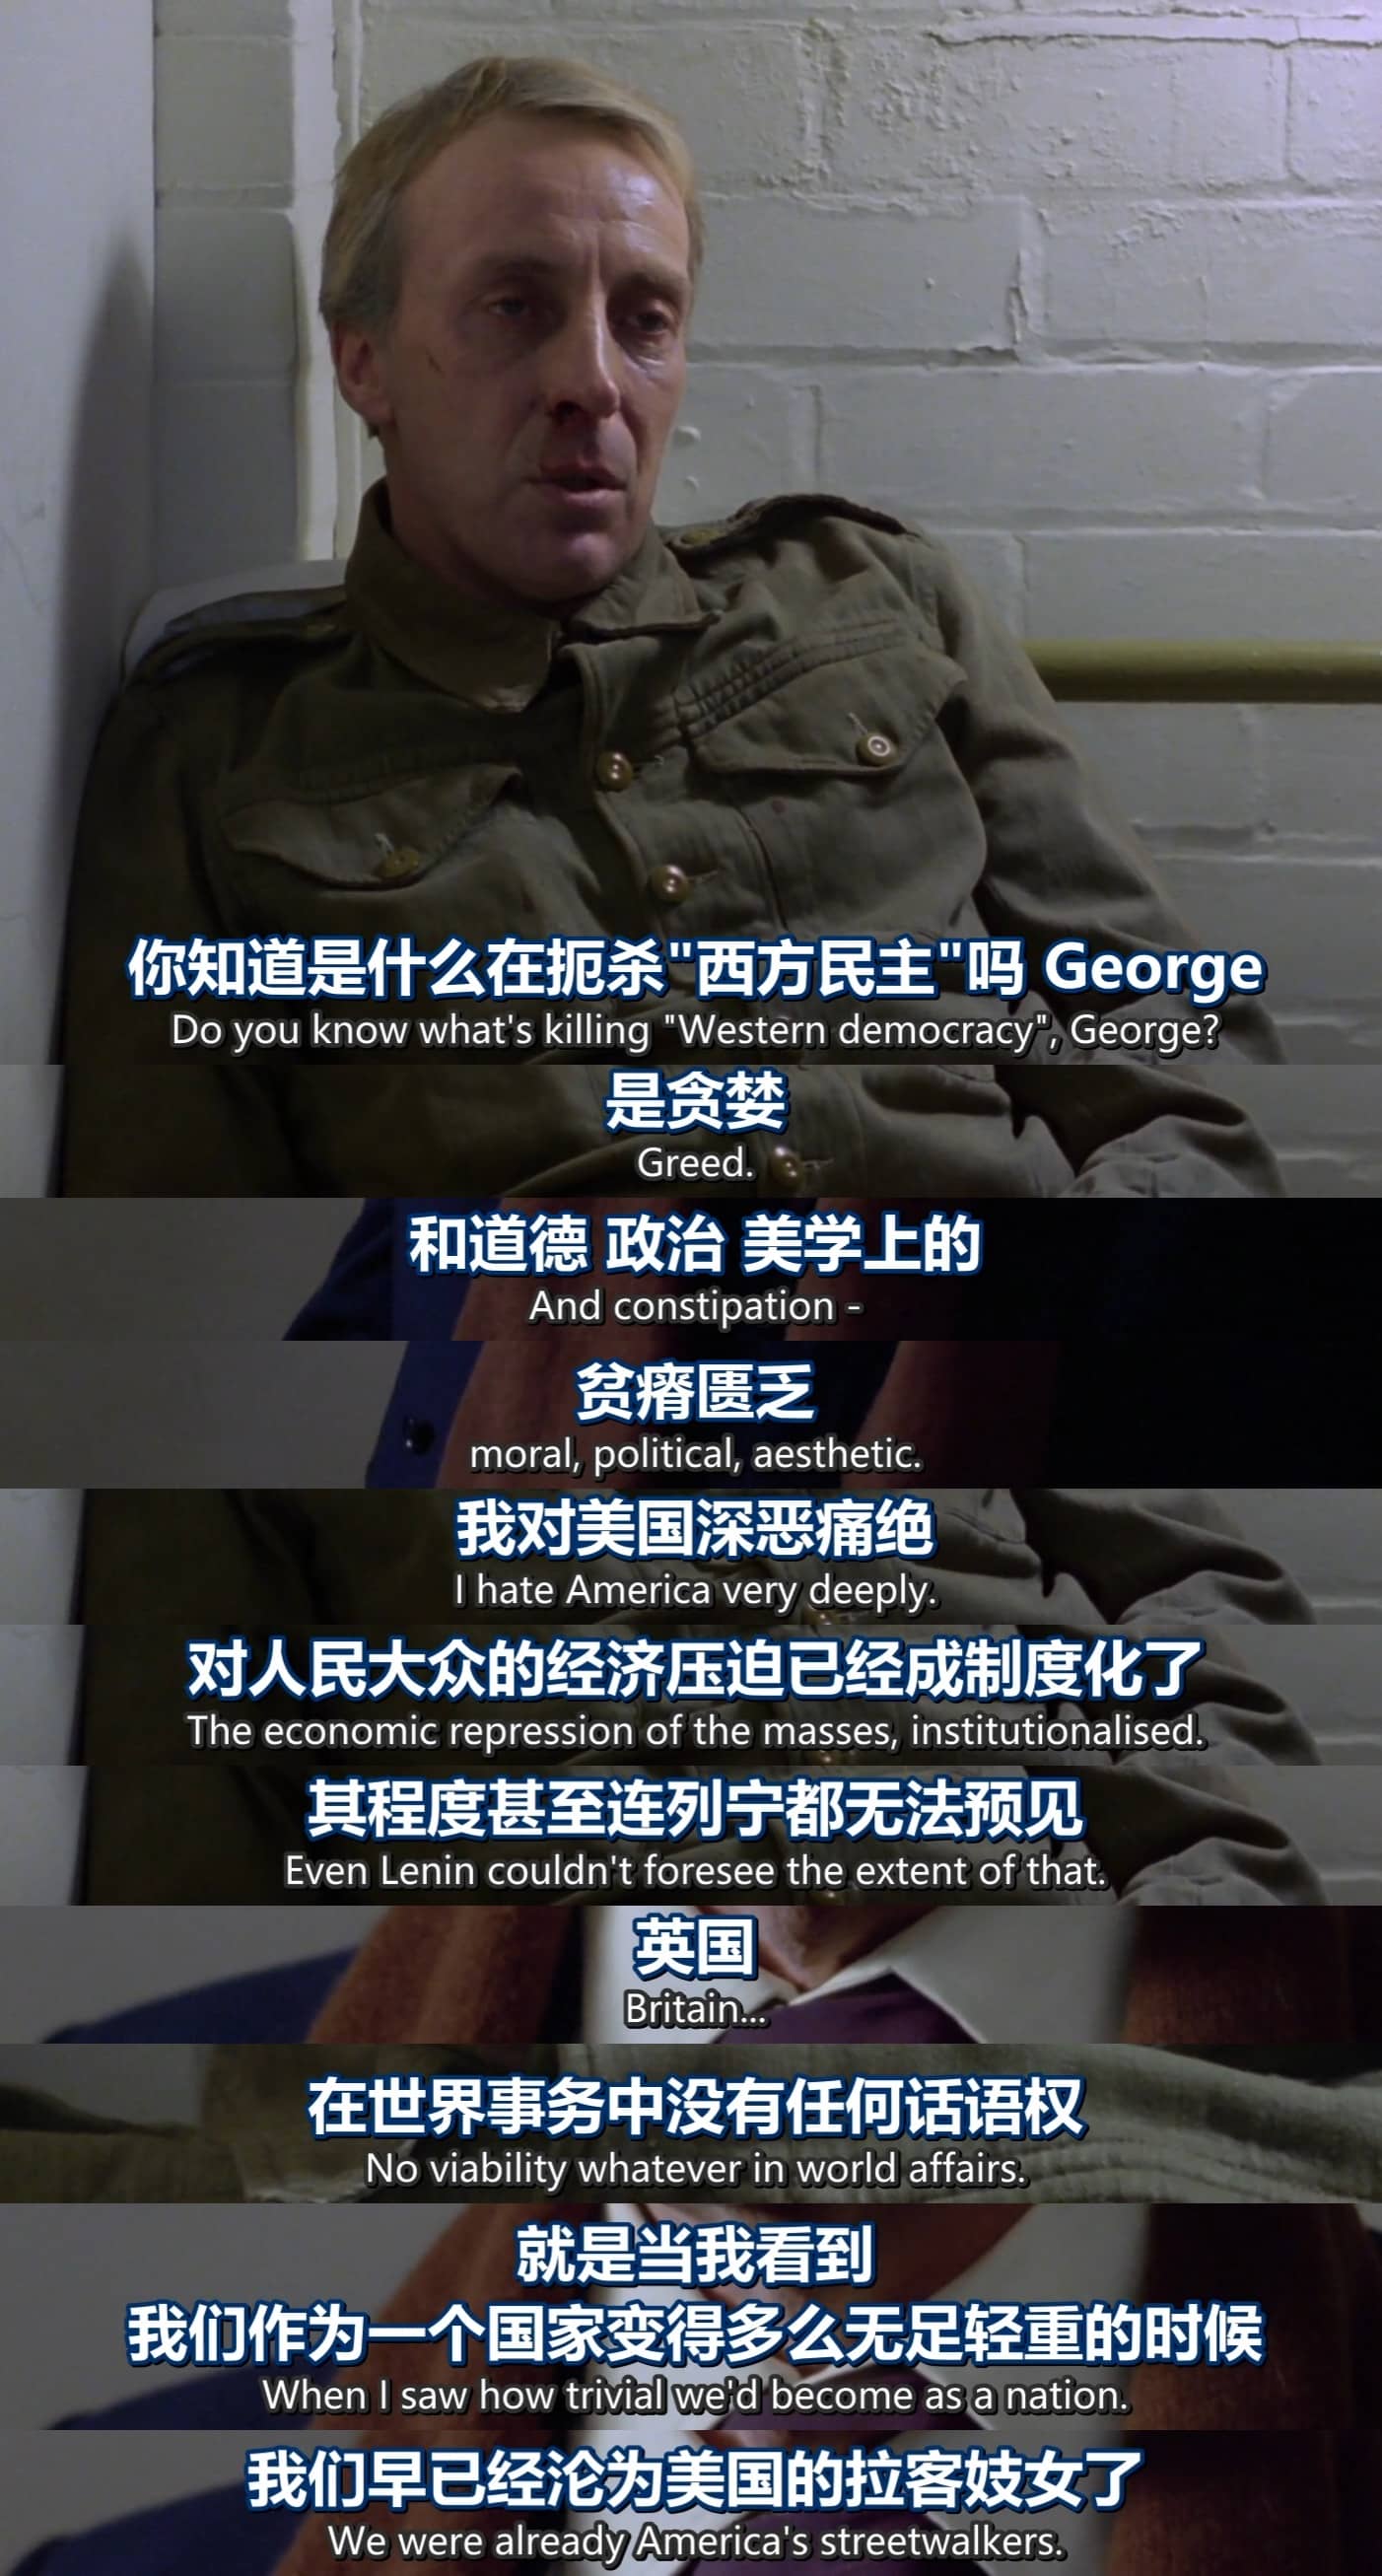 你知道是什么在扼杀"西方民主"吗 George
Do you know what's killing "Western democracy", George?
是贪婪
Greed.
和道德 政治 美学上的
And constipation -
贫瘠匮乏
moral, political, aesthetic.
我对美国深恶痛绝
I hate America very deeply.
对人民大众的经济压迫已经成制度化了
The economic repression of the masses, institutionalised.
其程度甚至连列宁都无法预见
Even Lenin couldn't foresee the extent of that.
英国
Britain...
在世界事务中没有任何话语权
No viability whatever in world affairs.
就是当我看到
我们作为一个国家变得多么无足轻重的时候
When I saw how trivial we'd become as a nation.
我们早已经沦为美国的拉客妓女了
We were already America's streetwalkers.